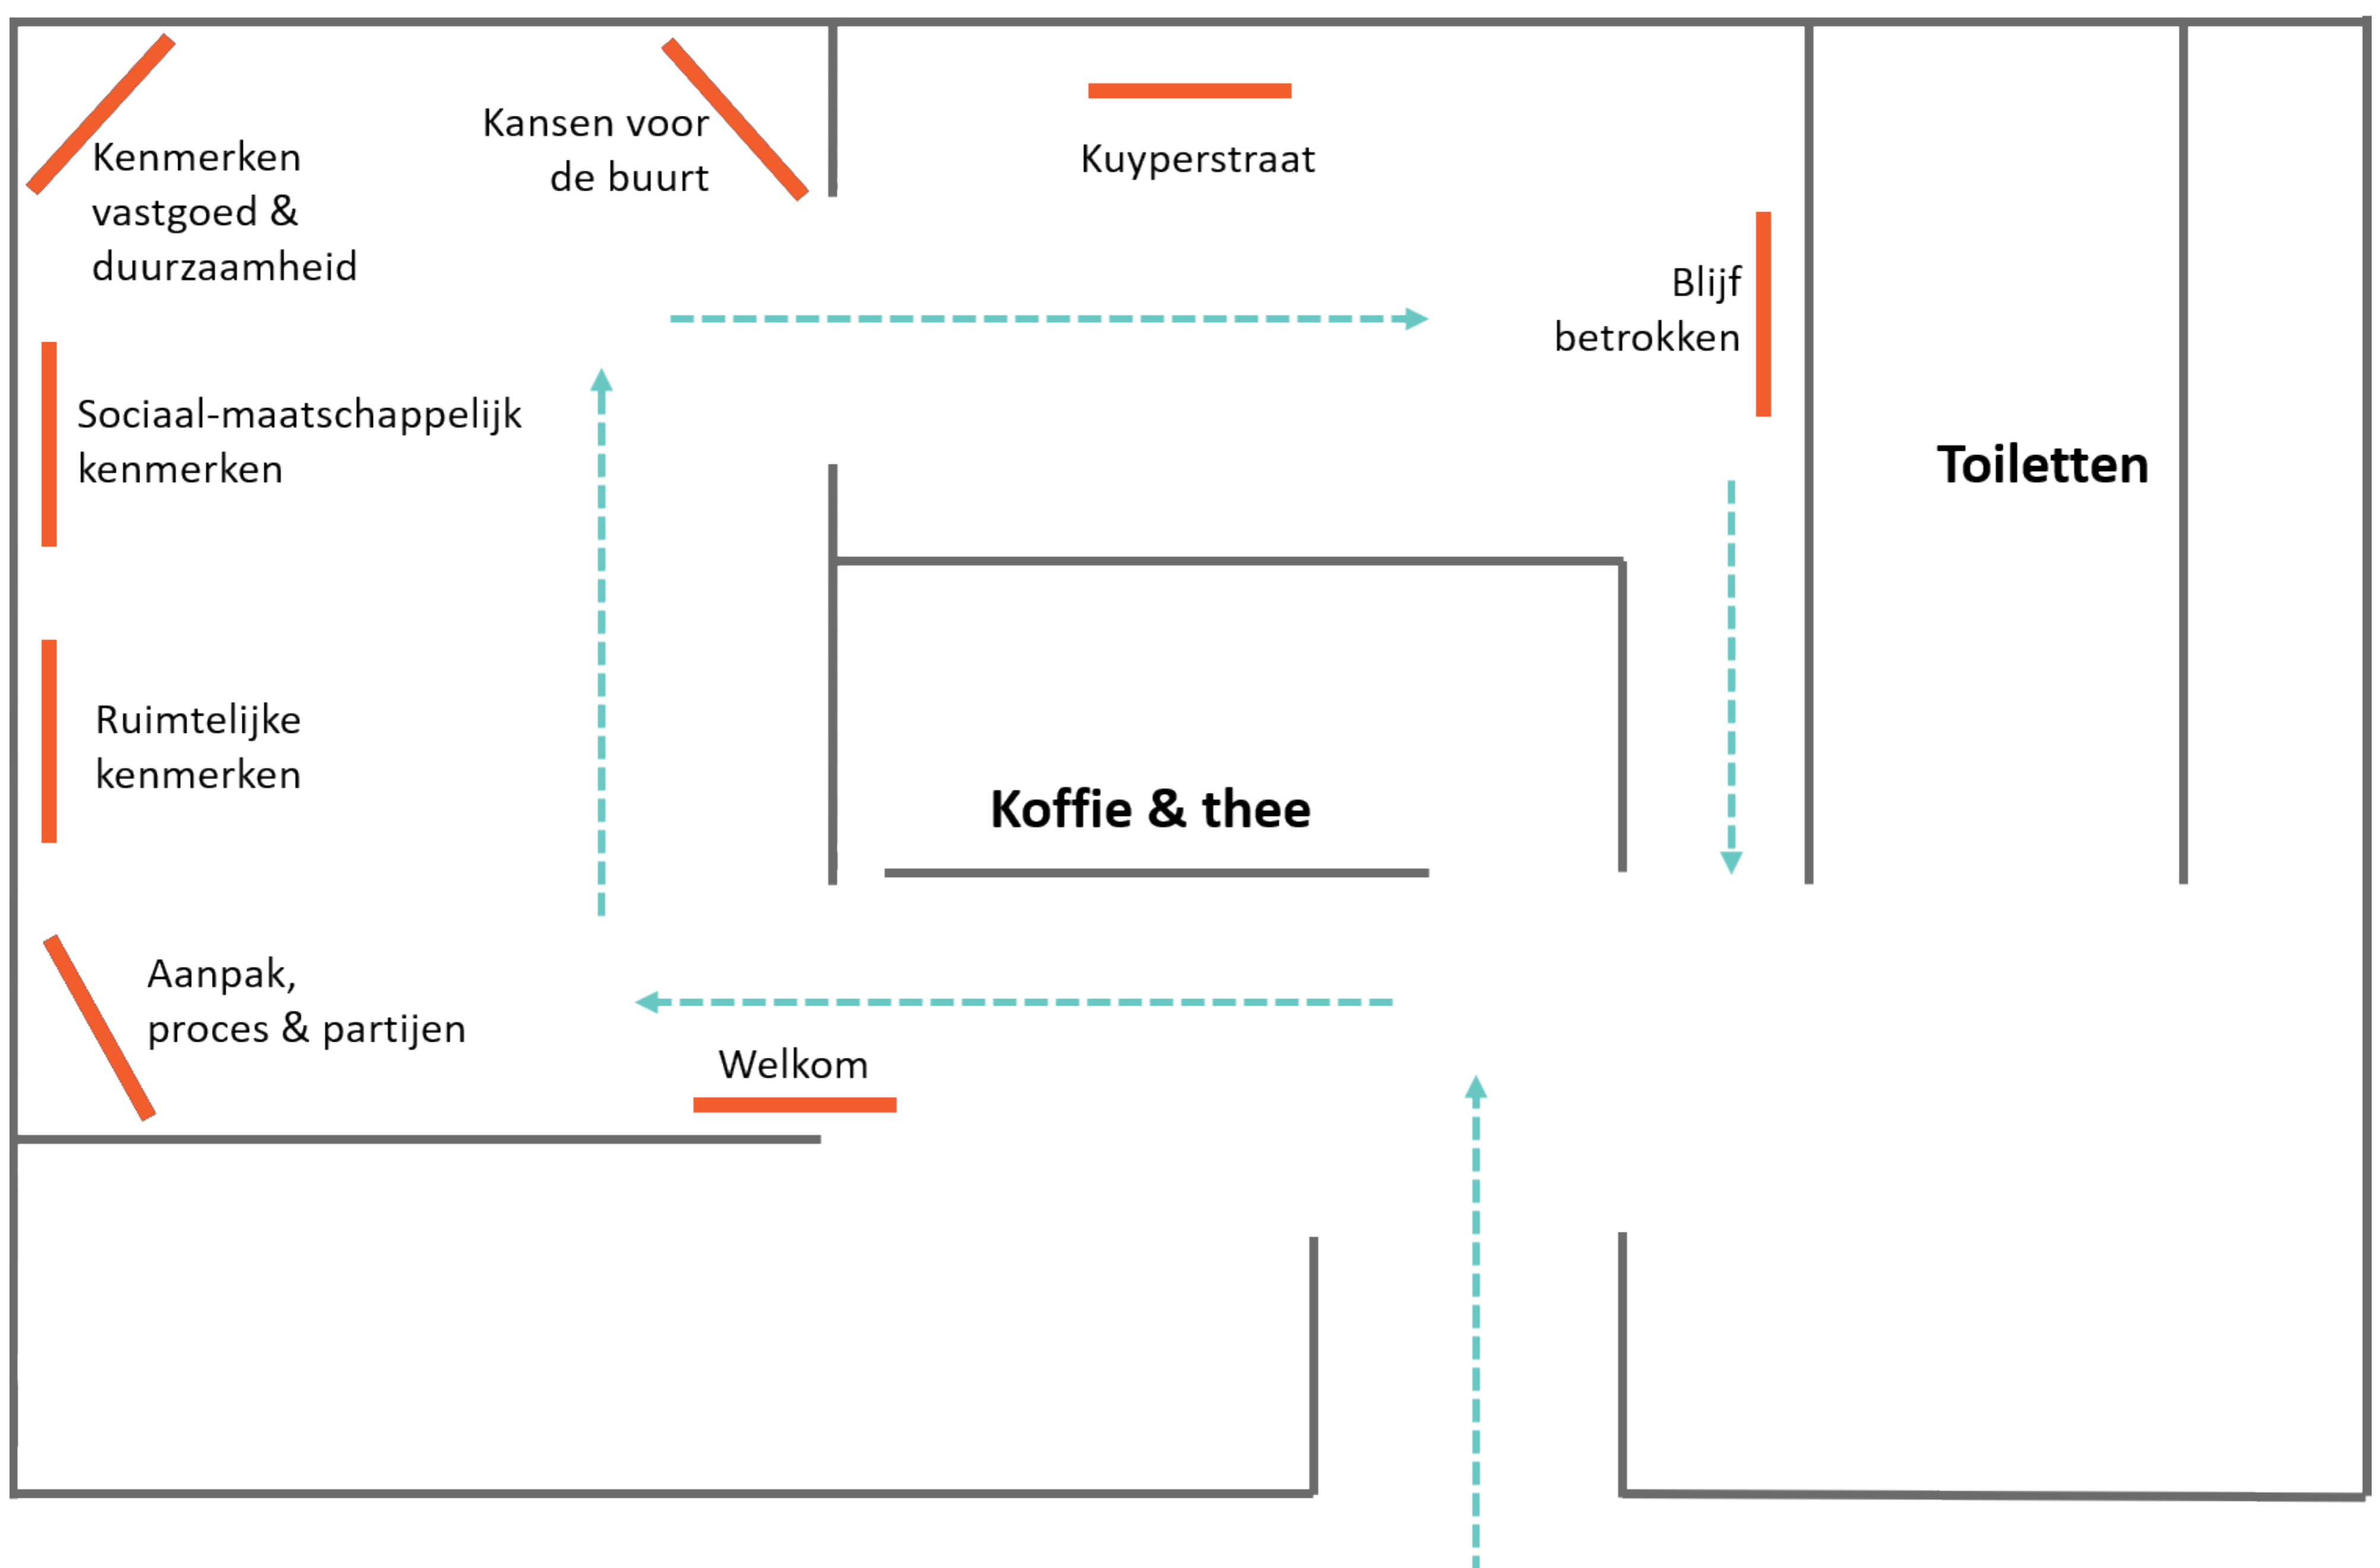 Kenmerken
vastgoed &
duurzaamheid
Kansen voor
de buurt
Kuyperstraat
Blijf
betrokken
Toiletten
Sociaal-maatschappelijk
kenmerken
Ruimtelijke
kenmerken
Koffie & thee
Aanpak,
proces & partijen
Welkom